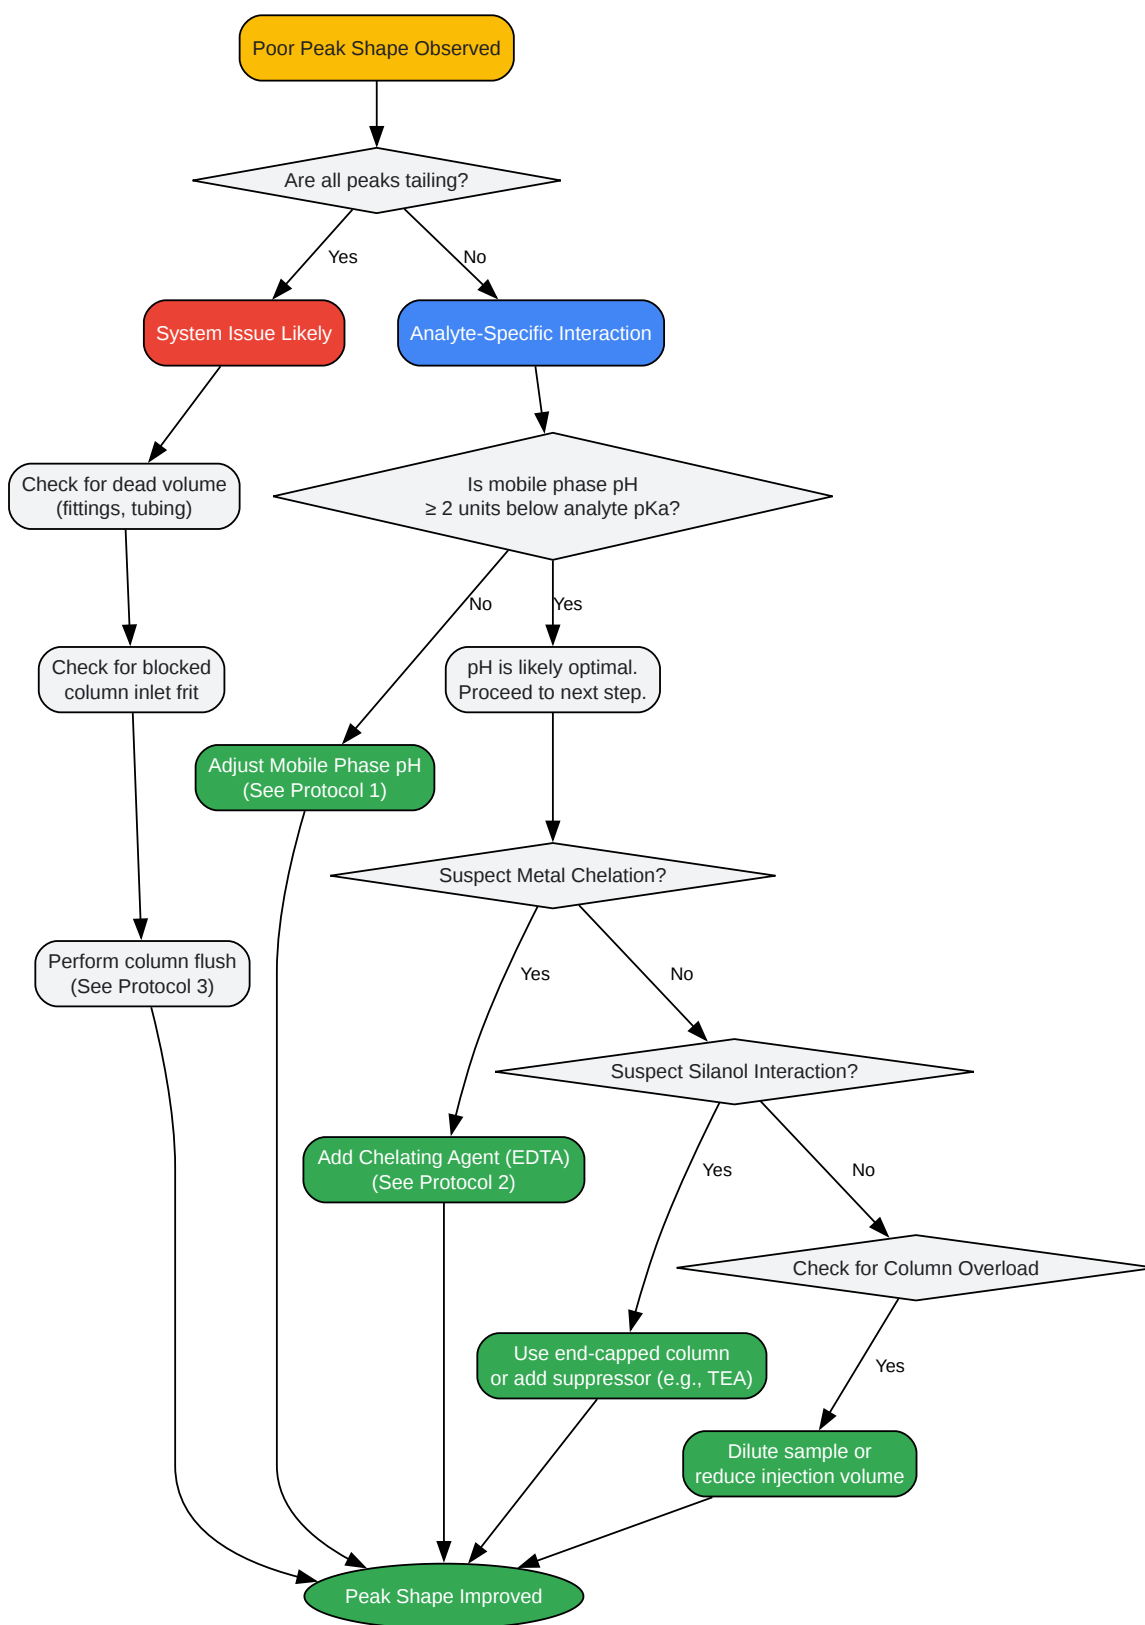 Poor Peak Shape Observed
Are all peaks tailing?
Yes
No
System Issue Likely
Analyte-Specific Interaction
Check for dead volume
(fittings, tubing)
Is mobile phase pH
≥ 2 units below analyte pKa?
No
Yes
Check for blocked
column inlet frit
pH is likely optimal.
Proceed to next step.
Adjust Mobile Phase pH
(See Protocol 1)
Suspect Metal Chelation?
Yes
No
Perform column flush
(See Protocol 3)
Suspect Silanol Interaction?
Yes
No
Add Chelating Agent (EDTA)
(See Protocol 2)
Check for Column Overload
Yes
Use end-capped column
or add suppressor (e.g., TEA)
Dilute sample or
reduce injection volume
Peak Shape Improved